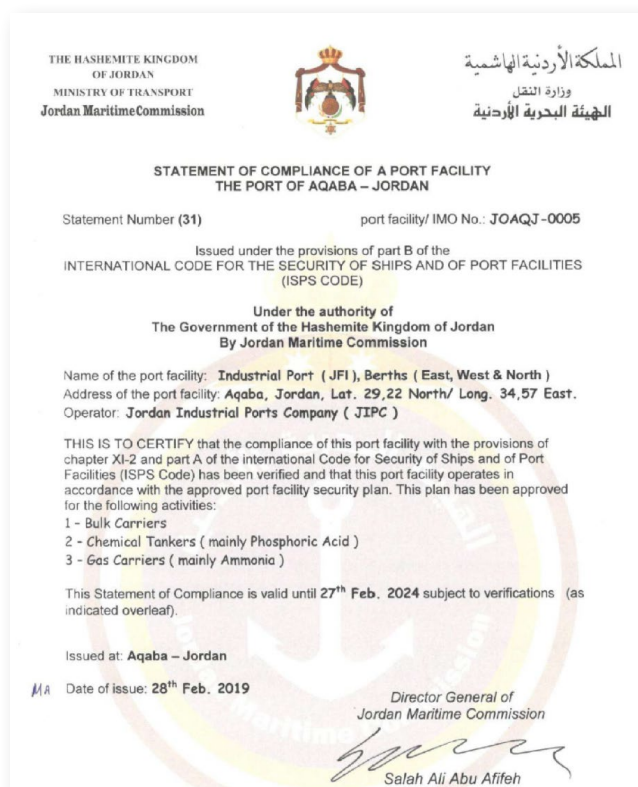 THE HASHEMITE KINGDOM
OF JORDAN
MINISTRY OF TRANSPORT
Jordan Maritime Commission
المملكة الأردنية الهاشمية
وزارة النقل
الهيئة البحرية الأردنية
STATEMENT OF COMPLIANCE OF A PORT FACILITY
THE PORT OF AQABA – JORDAN
Statement Number (31) port facility/ IMO No.: JOAQJ-0005
Issued under the provisions of part B of the
INTERNATIONAL CODE FOR THE SECURITY OF SHIPS AND OF PORT FACILITIES
(ISPS CODE)
Under the authority of
The Government of the Hashemite Kingdom of Jordan
By Jordan Maritime Commission
Name of the port facility: Industrial Port ( JFI ), Berths ( East, West & North )
Address of the port facility: Aqaba, Jordan, Lat. 29,22 North/ Long. 34,57 East.
Operator: Jordan Industrial Ports Company ( JIPC )
THIS IS TO CERTIFY that the compliance of this port facility with the provisions of
chapter XI-2 and part A of the international Code for Security of Ships and of Port
Facilities (ISPS Code) has been verified and that this port facility operates in
accordance with the approved port facility security plan. This plan has been approved
for the following activities:
1 - Bulk Carriers
2 - Chemical Tankers ( mainly Phosphoric Acid )
3 - Gas Carriers ( mainly Ammonia )
This Statement of Compliance is valid until 27th Feb. 2024 subject to verifications (as
indicated overleaf).
Issued at: Aqaba – Jordan
MA Date of issue: 28th Feb. 2019
Director General of
Jordan Maritime Commission
Salah Ali Abu Afifeh